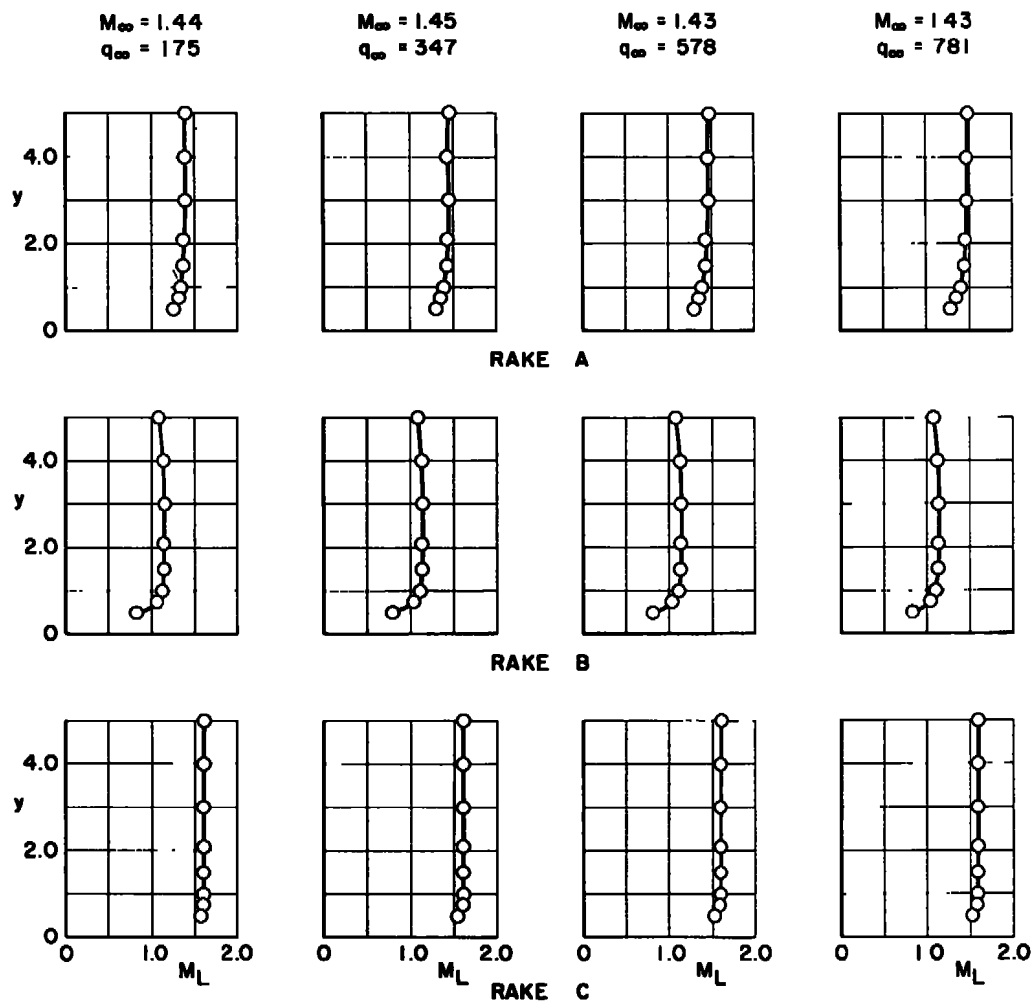 M∞ = 1.44 M∞ = 1.45 M∞ = 1.43 M∞ = 1 43
q∞ = 175 q∞ = 347 q∞ = 578 q∞ = 781
4.0
y
2.0
0
RAKE A
4.0
y
2.0
0
RAKE B
4.0
y
2.0
0
0 1.0 2.0 0 1.0 2.0 0 1.0 2.0 0 1 0 2.0
M_L M_L M_L M_L
RAKE C